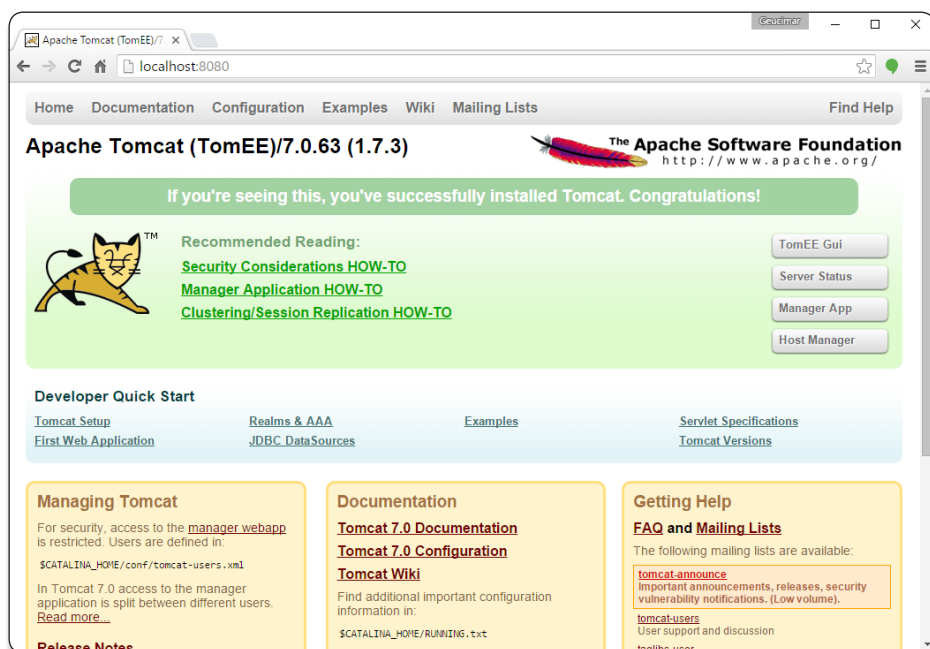 Geucimar
Apache Tomcat (TomEE)/7.
localhost:8080
Home Documentation Configuration Examples Wiki Mailing Lists Find Help
Apache Tomcat (TomEE)/7.0.63 (1.7.3)
The Apache Software Foundation
http://www.apache.org/
If you're seeing this, you've successfully installed Tomcat. Congratulations!
TM
Recommended Reading:
Security Considerations HOW-TO
Manager Application HOW-TO
Clustering/Session Replication HOW-TO
TomEE Gui
Server Status
Manager App
Host Manager
Developer Quick Start
Tomcat Setup
First Web Application
Realms & AAA
JDBC DataSources
Examples
Servlet Specifications
Tomcat Versions
Managing Tomcat
For security, access to the manager webapp
is restricted. Users are defined in:
$CATALINA_HOME/conf/tomcat-users.xml
In Tomcat 7.0 access to the manager
application is split between different users.
Read more...
Release Notes
Documentation
Tomcat 7.0 Documentation
Tomcat 7.0 Configuration
Tomcat Wiki
Find additional important configuration
information in:
$CATALINA_HOME/RUNNING.txt
Getting Help
FAQ and Mailing Lists
The following mailing lists are available:
tomcat-announce
Important announcements, releases, security
vulnerability notifications. (Low volume).
tomcat-users
User support and discussion
taglibs-user